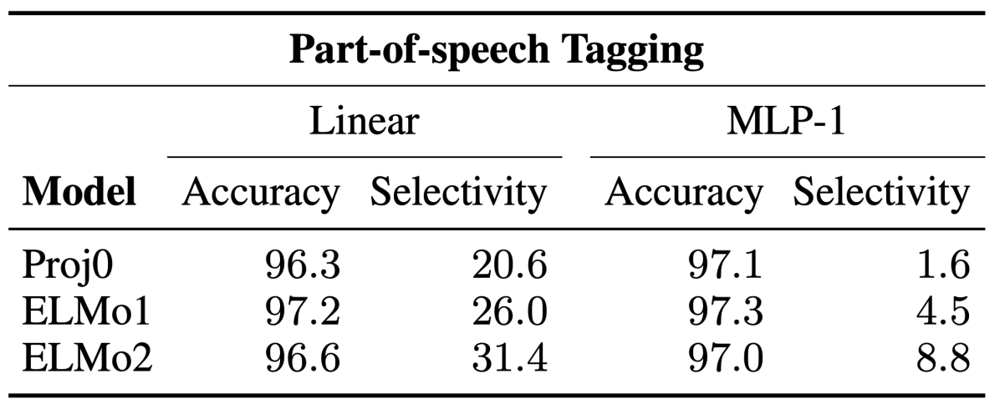 Part-of-speech Tagging
Linear MLP-1
Model Accuracy Selectivity Accuracy Selectivity
Proj0 96.3 20.6 97.1 1.6
ELMo1 97.2 26.0 97.3 4.5
ELMo2 96.6 31.4 97.0 8.8